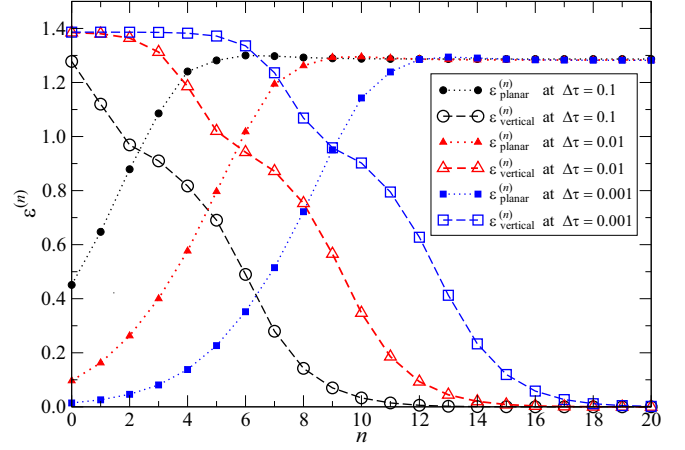 1.4
1.2
1.0
0.8
0.6
0.4
0.2
0.0
ε(n)
0 2 4 6 8 10 12 14 16 18 20
n
ε(n)planar at Δτ = 0.1
ε(n)vertical at Δτ = 0.1
ε(n)planar at Δτ = 0.01
ε(n)vertical at Δτ = 0.01
ε(n)planar at Δτ = 0.001
ε(n)vertical at Δτ = 0.001